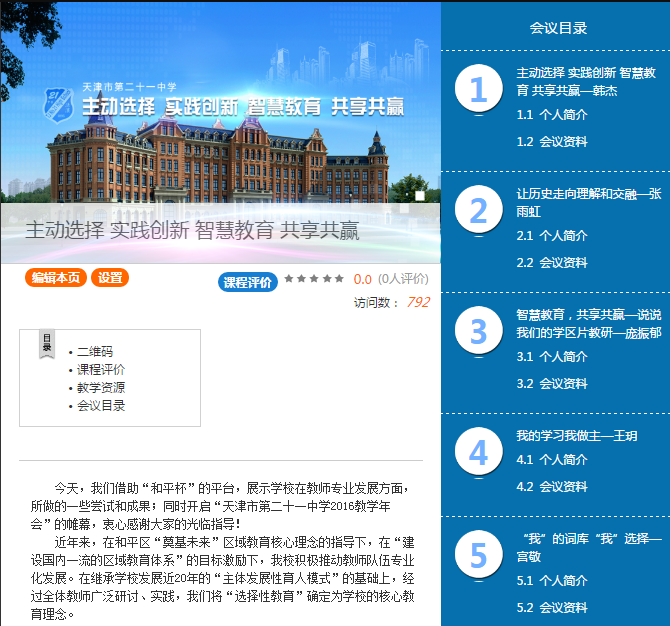 天津市第二十一中学
主动选择 实践创新 智慧教育 共享共赢
主动选择 实践创新 智慧教育 共享共赢
编辑本页 设置
课程评价 ★★★★★ 0.0 (0人评价)
访问数： 792
目录
• 二维码
• 课程评价
• 教学资源
• 会议目录
今天，我们借助“和平杯”的平台，展示学校在教师专业发展方面，
所做的一些尝试和成果；同时开启“天津市第二十一中学2016教学年
会”的帷幕，衷心感谢大家的光临指导！
近年来，在和平区“奠基未来”区域教育核心理念的指导下，在“建
设国内一流的区域教育体系”的目标激励下，我校积极推动教师队伍专业
化发展。在继承学校发展近20年的“主体发展性育人模式”的基础上，经
过全体教师广泛研讨、实践，我们将“选择性教育”确定为学校的核心教
育理念。
会议目录
1
主动选择 实践创新 智慧教
育 共享共赢—韩杰
1.1 个人简介
1.2 会议资料
2
让历史走向理解和交融—张
雨虹
2.1 个人简介
2.2 会议资料
3
智慧教育，共享共赢—说说
我们的学区片教研—庞振郁
3.1 个人简介
3.2 会议资料
4
我的学习我做主—王玥
4.1 个人简介
4.2 会议资料
5
“我”的词库“我”选择—
宫敬
5.1 个人简介
5.2 会议资料